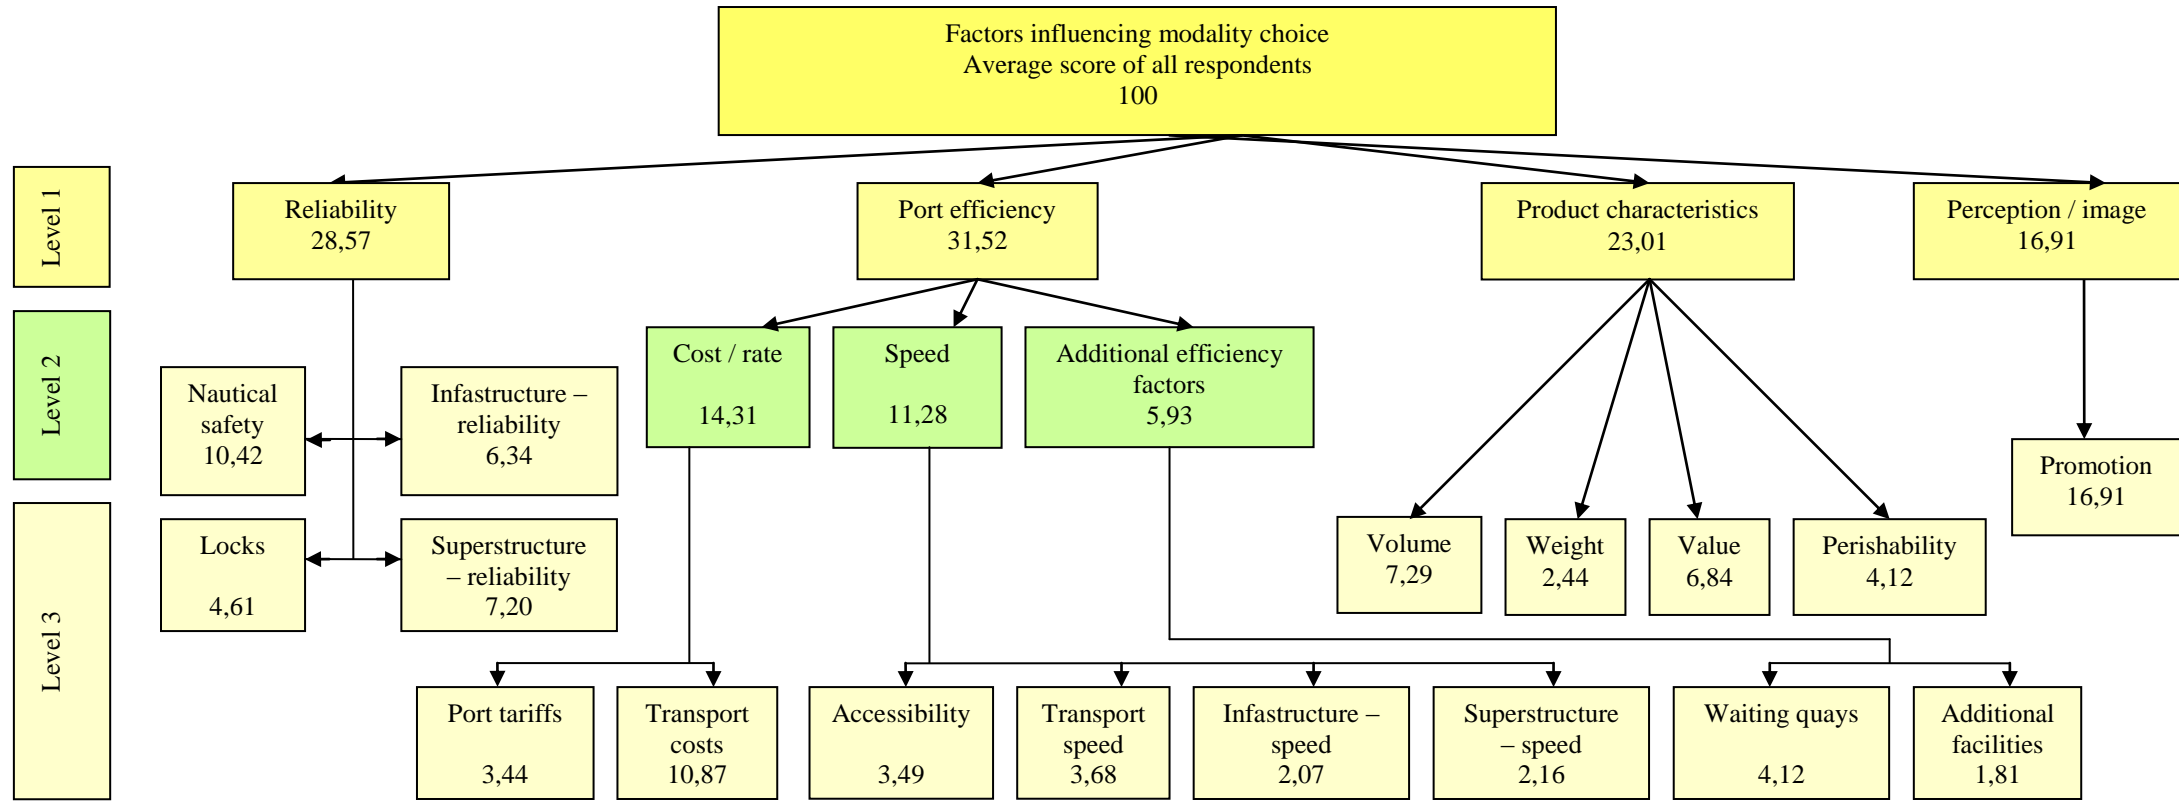 Factors influencing modality choice
Average score of all respondents
100
Level 1
Reliability
28,57
Port efficiency
31,52
Product characteristics
23,01
Perception / image
16,91
Level 2
Cost / rate
14,31
Speed
11,28
Additional efficiency
factors
5,93
Nautical
safety
10,42
Infastructure –
reliability
6,34
Promotion
16,91
Level 3
Locks
4,61
Superstructure
– reliability
7,20
Volume
7,29
Weight
2,44
Value
6,84
Perishability
4,12
Port tariffs
3,44
Transport
costs
10,87
Accessibility
3,49
Transport
speed
3,68
Infastructure –
speed
2,07
Superstructure
– speed
2,16
Waiting quays
4,12
Additional
facilities
1,81